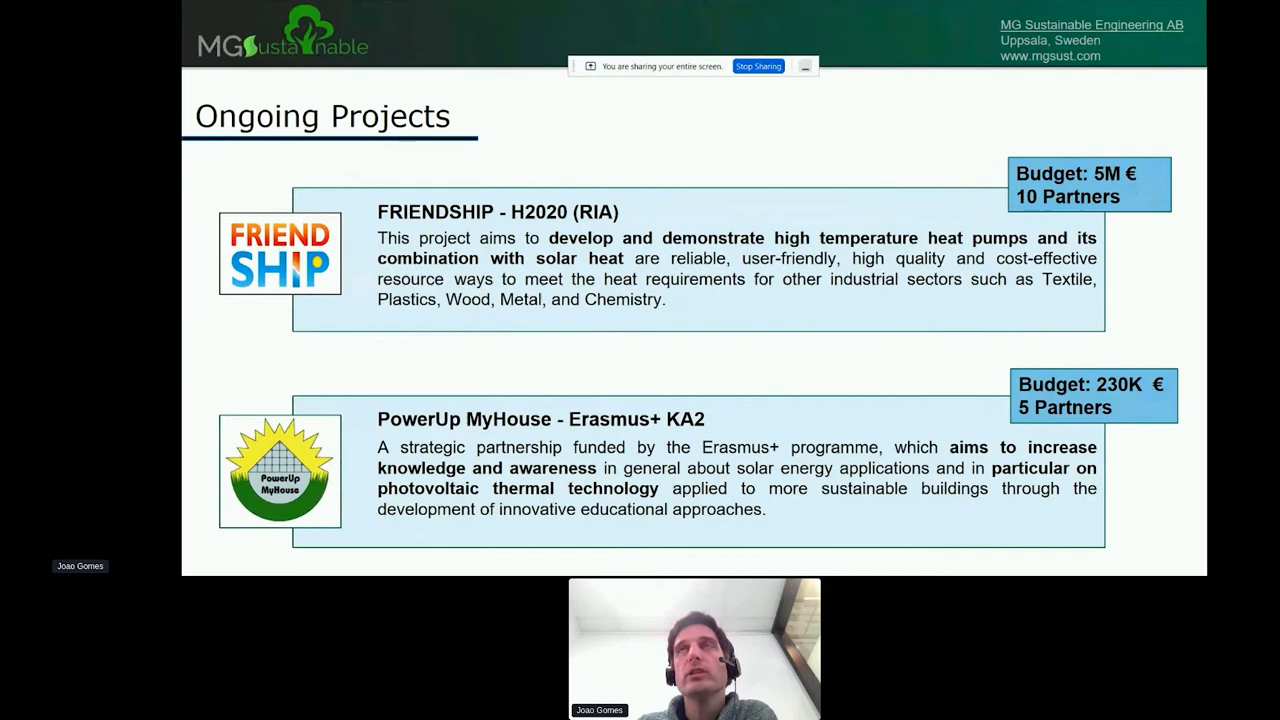 MGSustainable
MG Sustainable Engineering AB
Uppsala, Sweden
www.mgsust.com
You are sharing your entire screen.
Stop Sharing
Ongoing Projects
Budget: 5M €
10 Partners
FRIEND
SHIP
FRIENDSHIP - H2020 (RIA)
This project aims to develop and demonstrate high temperature heat pumps and its
combination with solar heat are reliable, user-friendly, high quality and cost-effective
resource ways to meet the heat requirements for other industrial sectors such as Textile,
Plastics, Wood, Metal, and Chemistry.
Budget: 230K €
5 Partners
PowerUp
MyHouse
PowerUp MyHouse - Erasmus+ KA2
A strategic partnership funded by the Erasmus+ programme, which aims to increase
knowledge and awareness in general about solar energy applications and in particular on
photovoltaic thermal technology applied to more sustainable buildings through the
development of innovative educational approaches.
Joao Gomes
Joao Gomes